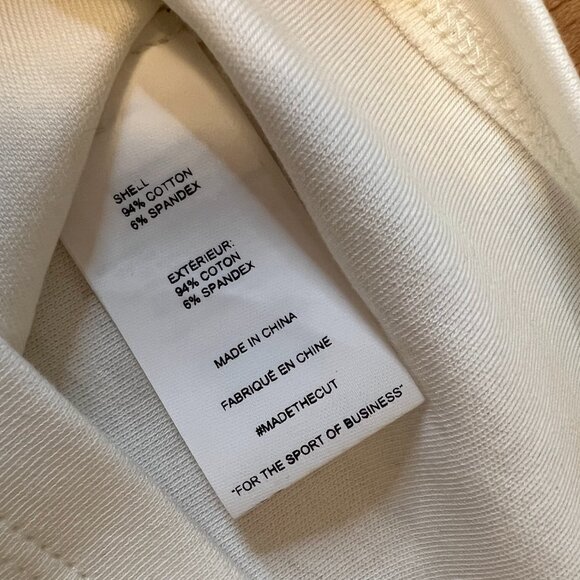 SHELL
94% COTTON
6% SPANDEX
EXTÉRIEUR:
94% COTON
6% SPANDEX
MADE IN CHINA
FABRIQUÉ EN CHINE
#MADETHECUT
"FOR THE SPORT OF BUSINESS"